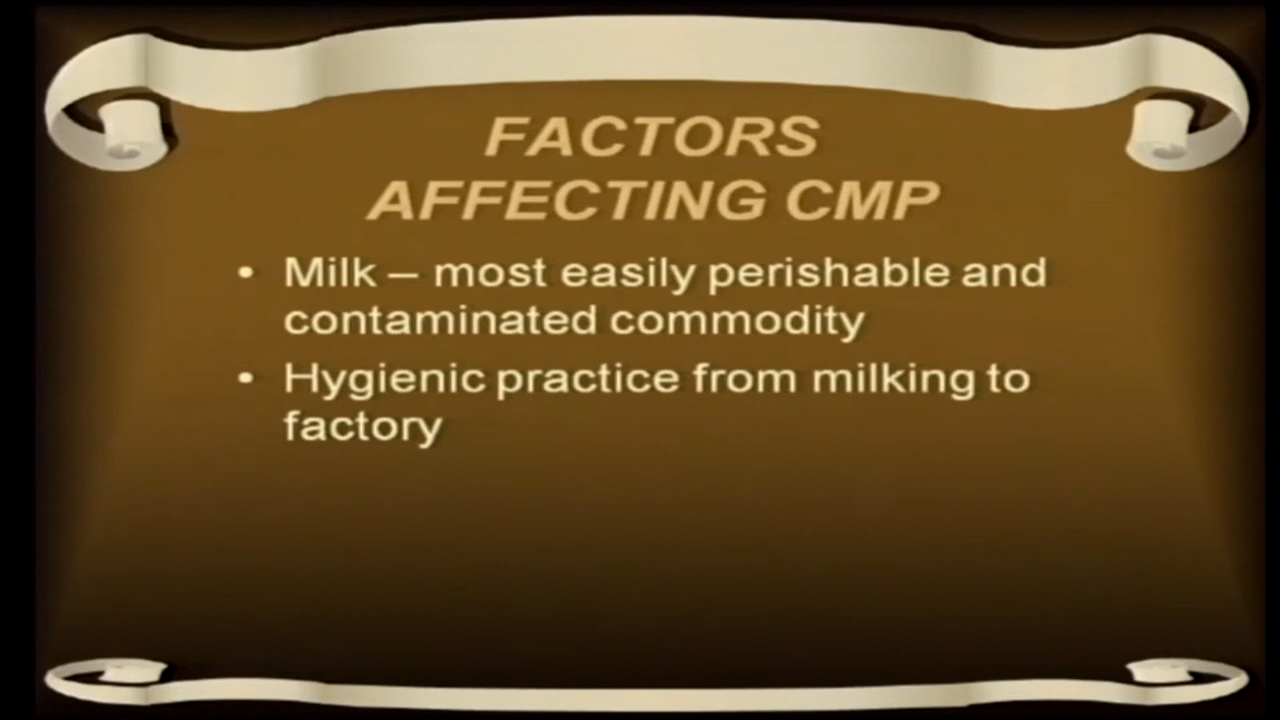 FACTORS
AFFECTING CMP
• Milk – most easily perishable and
contaminated commodity
• Hygienic practice from milking to
factory